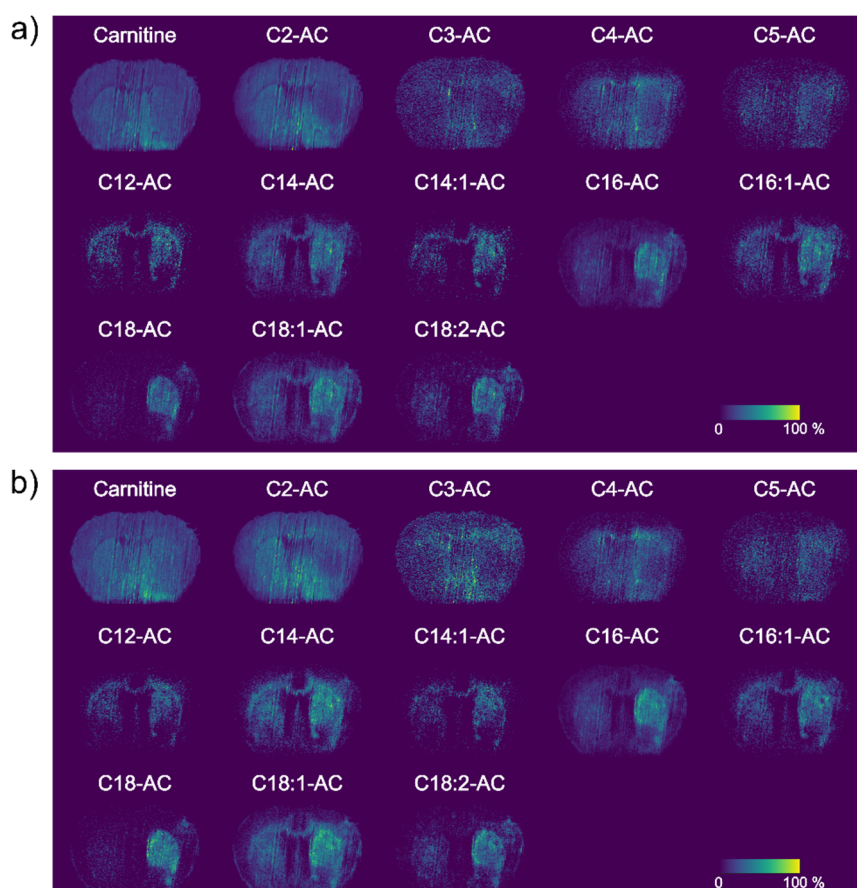 a)
Carnitine C2-AC C3-AC C4-AC C5-AC
C12-AC C14-AC C14:1-AC C16-AC C16:1-AC
C18-AC C18:1-AC C18:2-AC
0 100 %
b)
Carnitine C2-AC C3-AC C4-AC C5-AC
C12-AC C14-AC C14:1-AC C16-AC C16:1-AC
C18-AC C18:1-AC C18:2-AC
0 100 %